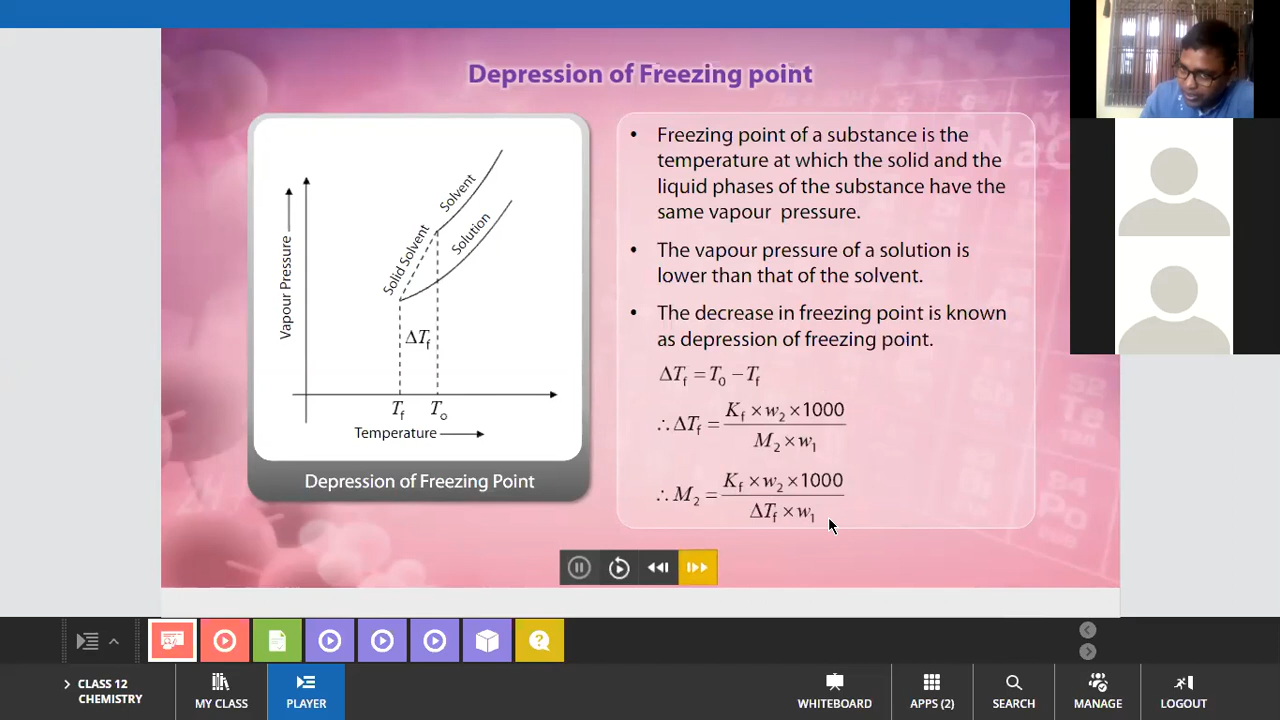 Depression of Freezing point
Vapour Pressure
Solid Solvent
Solvent
Solution
ΔTf
Tf
To
Temperature
Depression of Freezing Point
• Freezing point of a substance is the
temperature at which the solid and the
liquid phases of the substance have the
same vapour pressure.
• The vapour pressure of a solution is
lower than that of the solvent.
• The decrease in freezing point is known
as depression of freezing point.
ΔTf = T0 − Tf
∴ ΔTf = Kf × w2 × 1000 / M2 × w1
∴ M2 = Kf × w2 × 1000 / ΔTf × w1
CLASS 12
CHEMISTRY
MY CLASS
PLAYER
WHITEBOARD
APPS (2)
SEARCH
MANAGE
LOGOUT